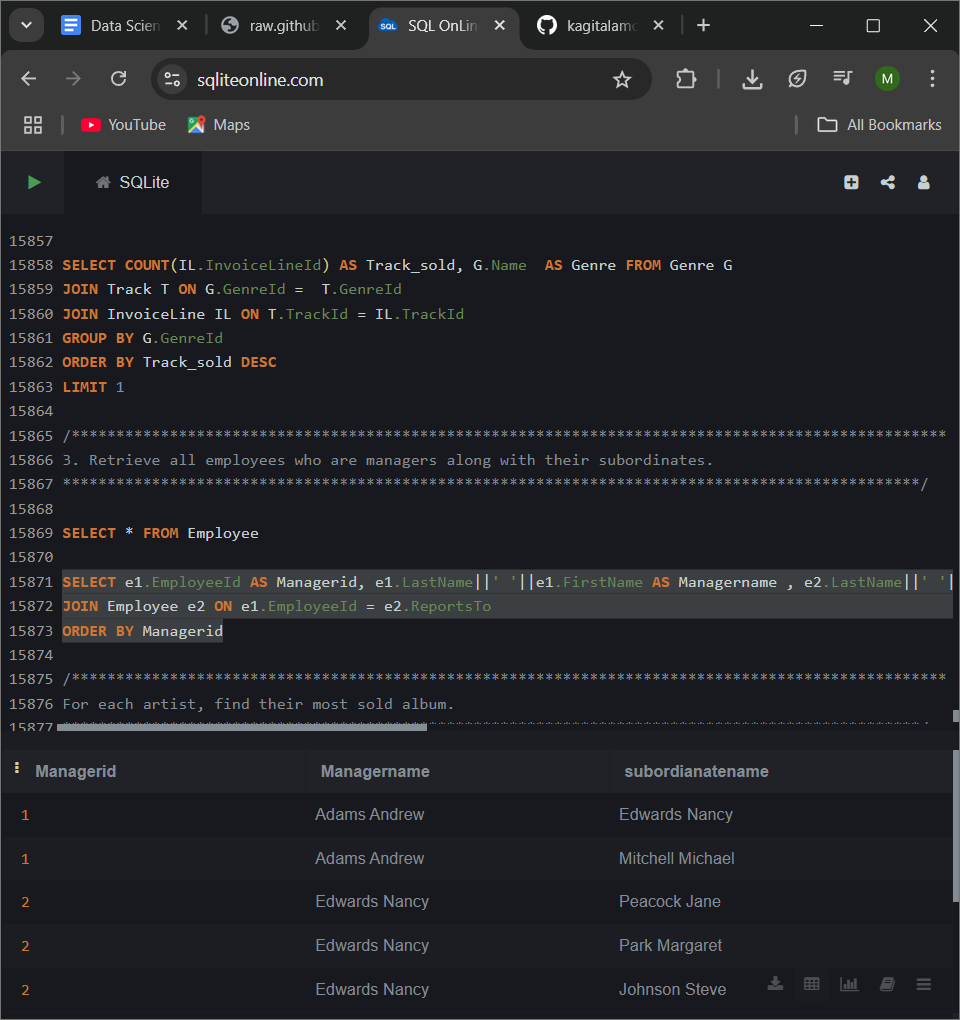 Data Scien
raw.github
SQL OnLin
kagitalamo
sqliteonline.com
M
YouTube
Maps
All Bookmarks
SQLite
15857
15858 SELECT COUNT(IL.InvoiceLineId) AS Track_sold, G.Name  AS Genre FROM Genre G
15859 JOIN Track T ON G.GenreId =  T.GenreId
15860 JOIN InvoiceLine IL ON T.TrackId = IL.TrackId
15861 GROUP BY G.GenreId
15862 ORDER BY Track_sold DESC
15863 LIMIT 1
15864
15865 /**************************************************************************************************
15866 3. Retrieve all employees who are managers along with their subordinates.
15867 ************************************************************************************************/
15868
15869 SELECT * FROM Employee
15870
15871 SELECT e1.EmployeeId AS Managerid, e1.LastName||' '||e1.FirstName AS Managername , e2.LastName||' '|
15872 JOIN Employee e2 ON e1.EmployeeId = e2.ReportsTo
15873 ORDER BY Managerid
15874
15875 /**************************************************************************************************
15876 For each artist, find their most sold album.
15877
Managerid Managername subordianatename
1 Adams Andrew Edwards Nancy
1 Adams Andrew Mitchell Michael
2 Edwards Nancy Peacock Jane
2 Edwards Nancy Park Margaret
2 Edwards Nancy Johnson Steve